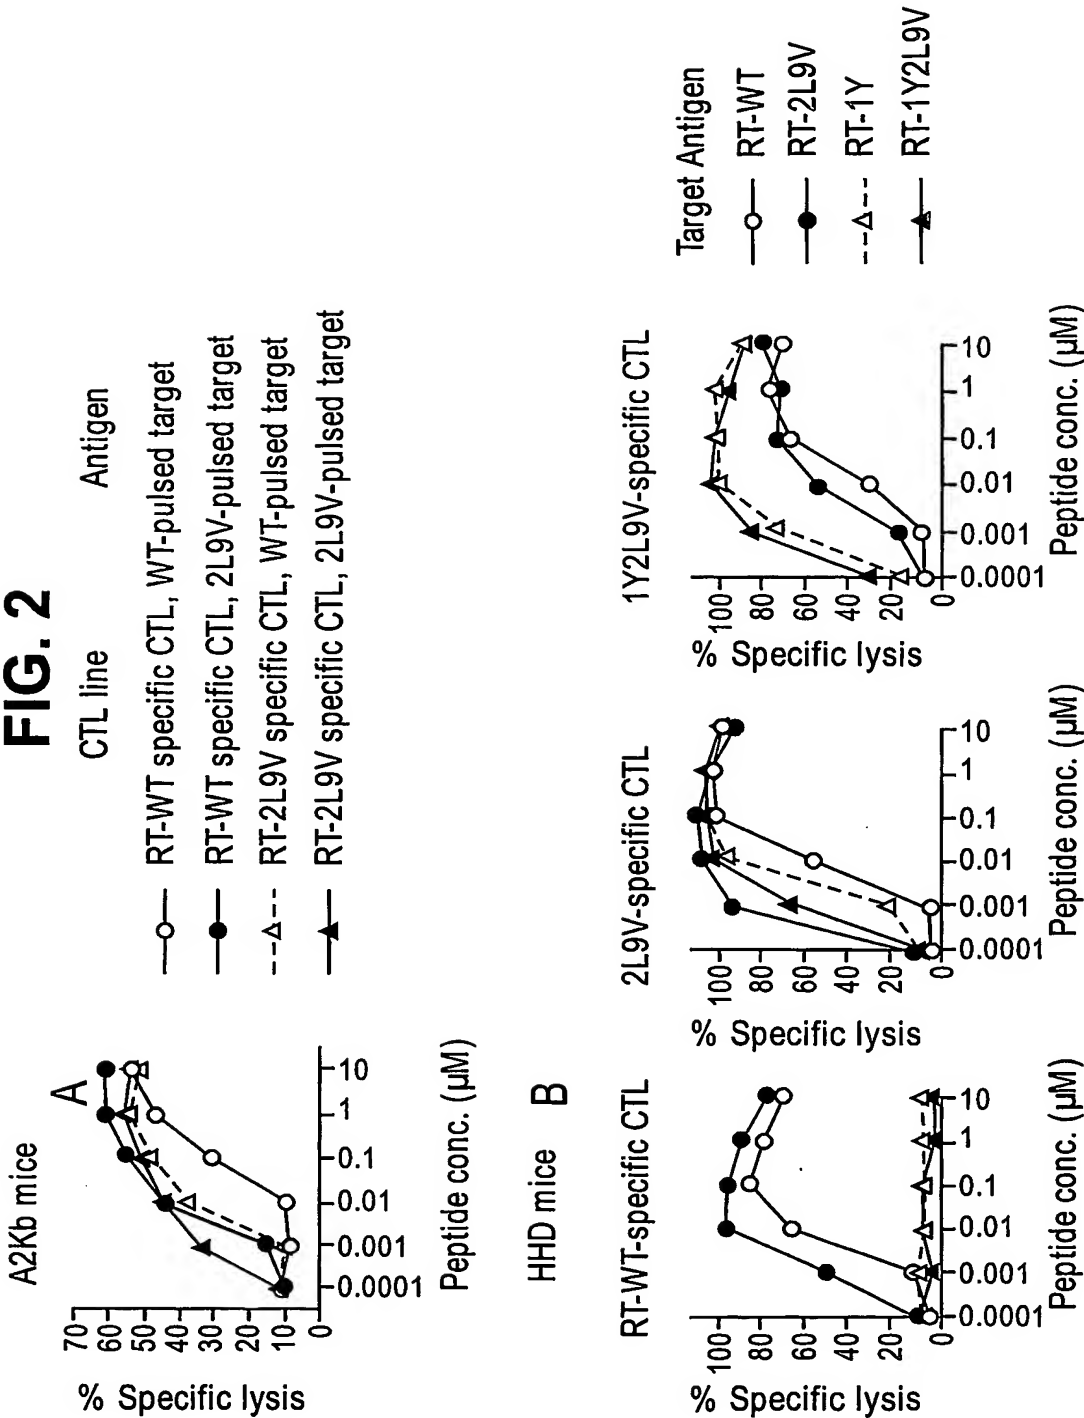 FIG. 2
A2Kb mice
A
% Specific lysis
70
60
50
40
30
20
10
0
0.0001
0.001
0.01
0.1
1
10
Peptide conc. (µM)
CTL line
Antigen
RT-WT specific CTL, WT-pulsed target
RT-WT specific CTL, 2L9V-pulsed target
RT-2L9V specific CTL, WT-pulsed target
RT-2L9V specific CTL, 2L9V-pulsed target
HHD mice
B
RT-WT-specific CTL
% Specific lysis
100
80
60
40
20
0
0.0001
0.001
0.01
0.1
1
10
Peptide conc. (µM)
2L9V-specific CTL
% Specific lysis
100
80
60
40
20
0
0.0001
0.001
0.01
0.1
1
10
Peptide conc. (µM)
1Y2L9V-specific CTL
% Specific lysis
100
80
60
40
20
0
0.0001
0.001
0.01
0.1
1
10
Peptide conc. (µM)
Target Antigen
RT-WT
RT-2L9V
RT-1Y
RT-1Y2L9V